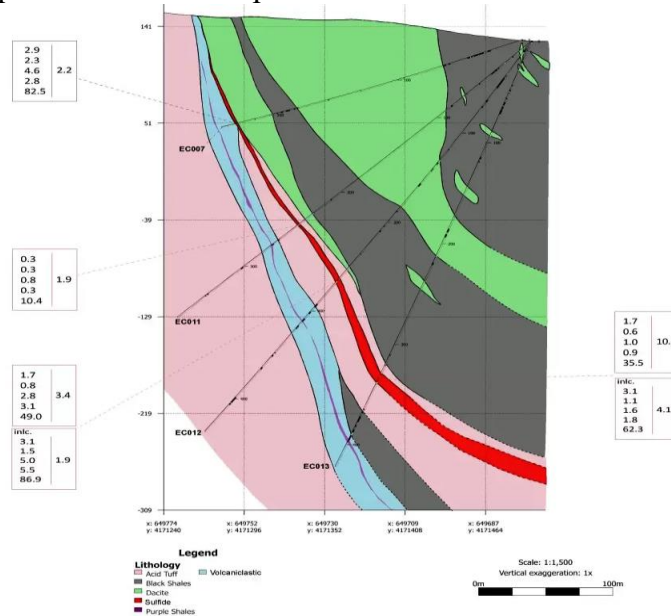 141
51
-39
-129
-219
-309
2.9
2.3
4.6
2.8
82.5
2.2
0.3
0.3
0.8
0.3
10.4
1.9
1.7
0.8
2.8
3.1
49.0
3.4
inlc.
3.1
1.5
5.0
5.5
86.9
1.9
EC007
EC011
EC012
EC013
1.7
0.6
1.0
0.9
35.5
10.
inlc.
3.1
1.1
1.6
1.8
62.3
4.1
x: 649774
y: 4171240
x: 649752
y: 4171296
x: 649730
y: 4171352
x: 649709
y: 4171408
x: 649687
y: 4171464
Legend
Lithology
Acid Tuff
Black Shales
Dacite
Sulfide
Purple Shales
Volcaniclastic
Scale: 1:1,500
Vertical exaggeration: 1x
0m 100m